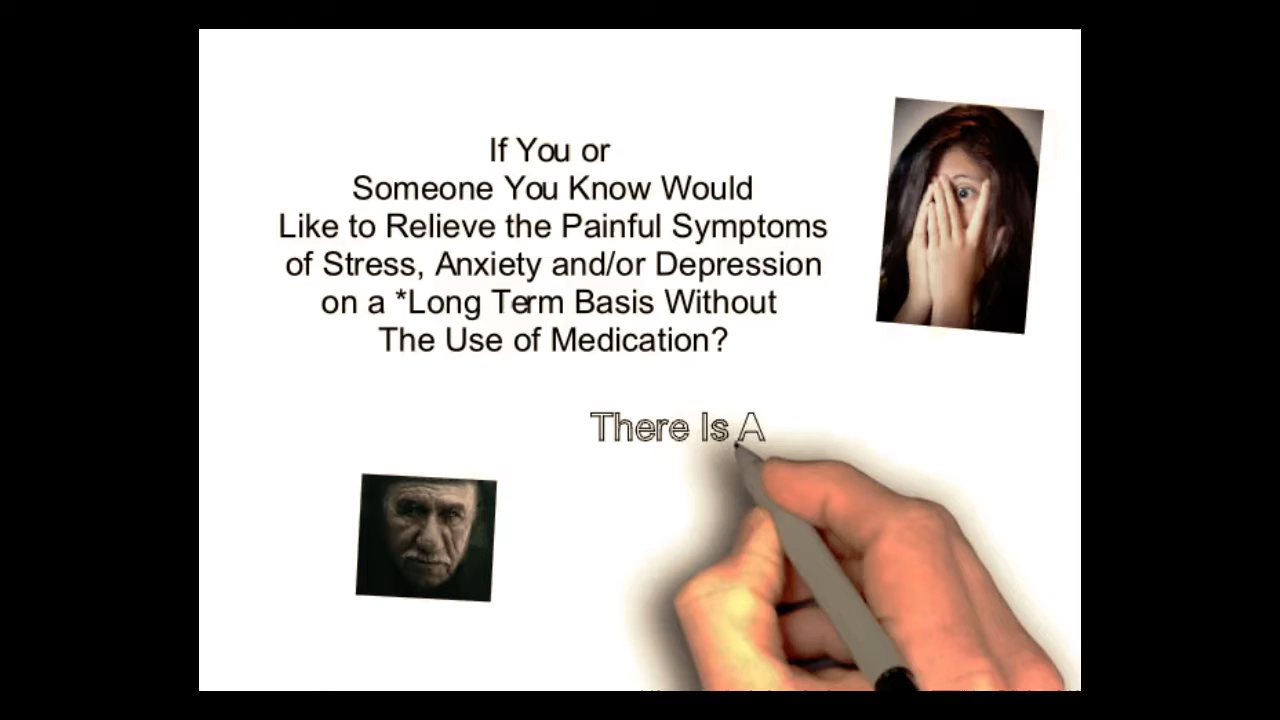 If You or
Someone You Know Would
Like to Relieve the Painful Symptoms
of Stress, Anxiety and/or Depression
on a *Long Term Basis Without
The Use of Medication?
There Is A